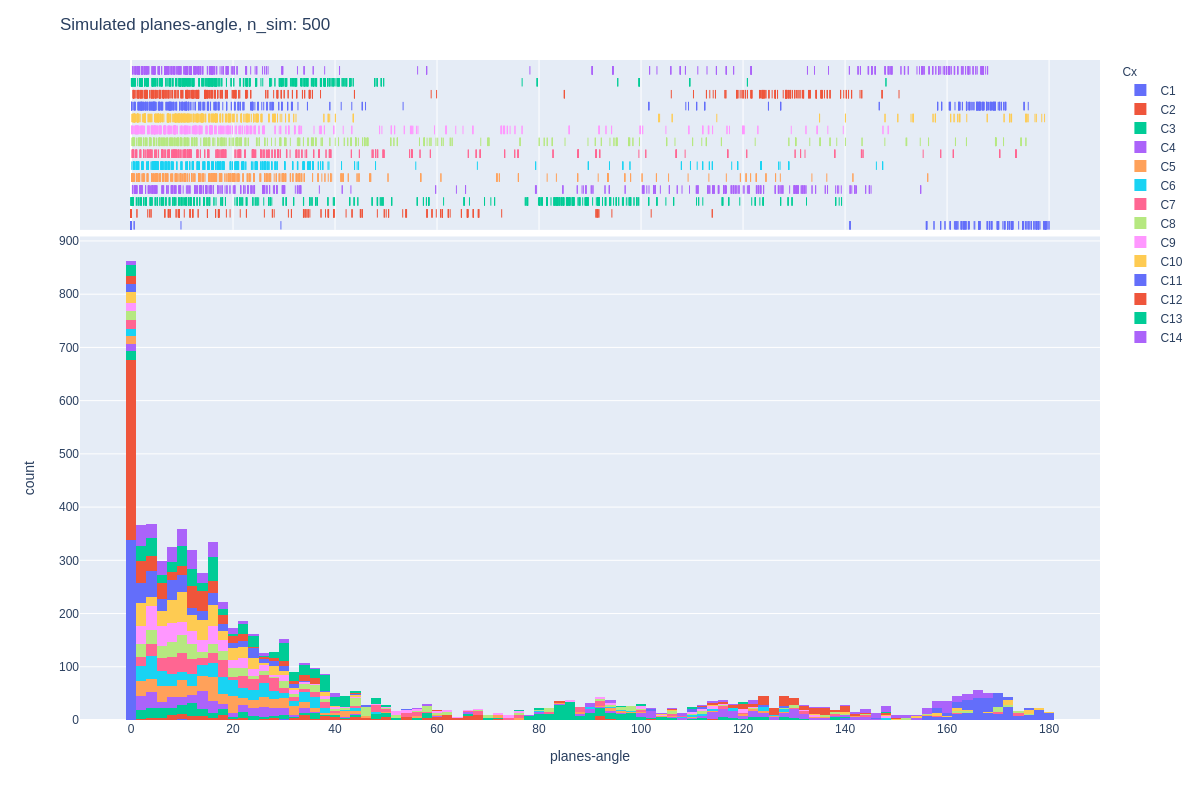 Simulated planes-angle, n_sim: 500
Cx
C1
C2
C3
C4
C5
C6
C7
C8
C9
C10
C11
C12
C13
C14
900
800
700
600
500
400
300
200
100
0
count
0 20 40 60 80 100 120 140 160 180
planes-angle